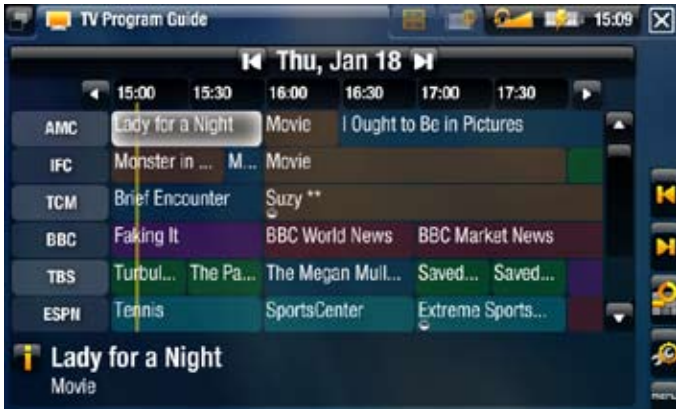 TV Program Guide 15:09
Thu, Jan 18
15:00 15:30 16:00 16:30 17:00 17:30
AMC Lady for a Night Movie I Ought to Be in Pictures
IFC Monster in ... M... Movie
TCM Brief Encounter Suzy **
BBC Faking It BBC World News BBC Market News
TBS Turbul... The Pa... The Megan Mull... Saved... Saved...
ESPN Tennis SportsCenter Extreme Sports...
i Lady for a Night
Movie
menu